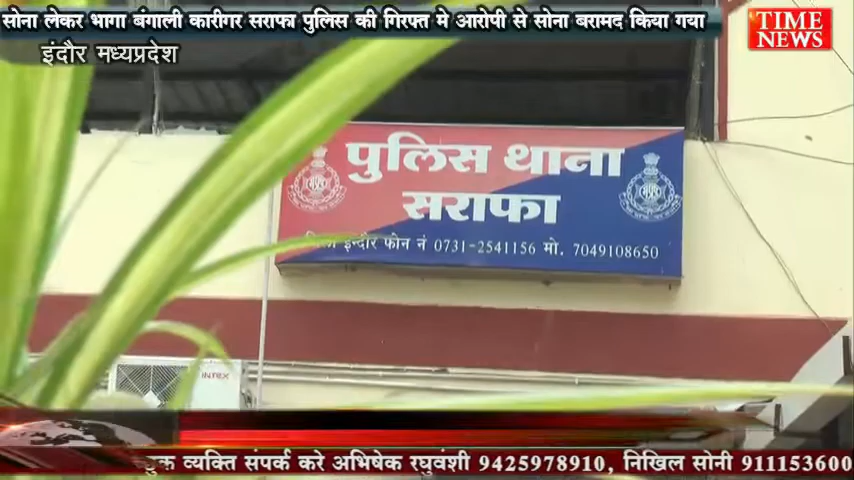 सोना लेकर भागा बंगाली कारीगर सराफा पुलिस की गिरफ्त मे आरोपी से सोना बरामद किया गया
TIME
NEWS
इंदौर मध्यप्रदेश
पुलिस थाना
सराफा
इन्दौर फोन नं 0731-2541156 मो. 7049108650
INTEX
व्यक्ति संपर्क करे अभिषेक रघुवंशी 9425978910, निखिल सोनी 911153600